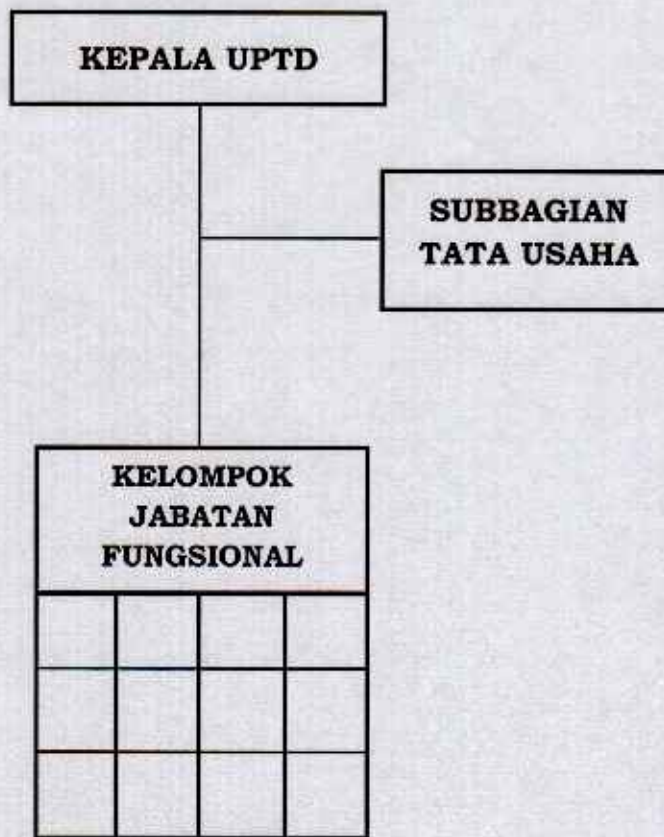 KEPALA UPTD
SUBBAGIAN
TATA USAHA
KELOMPOK
JABATAN
FUNGSIONAL